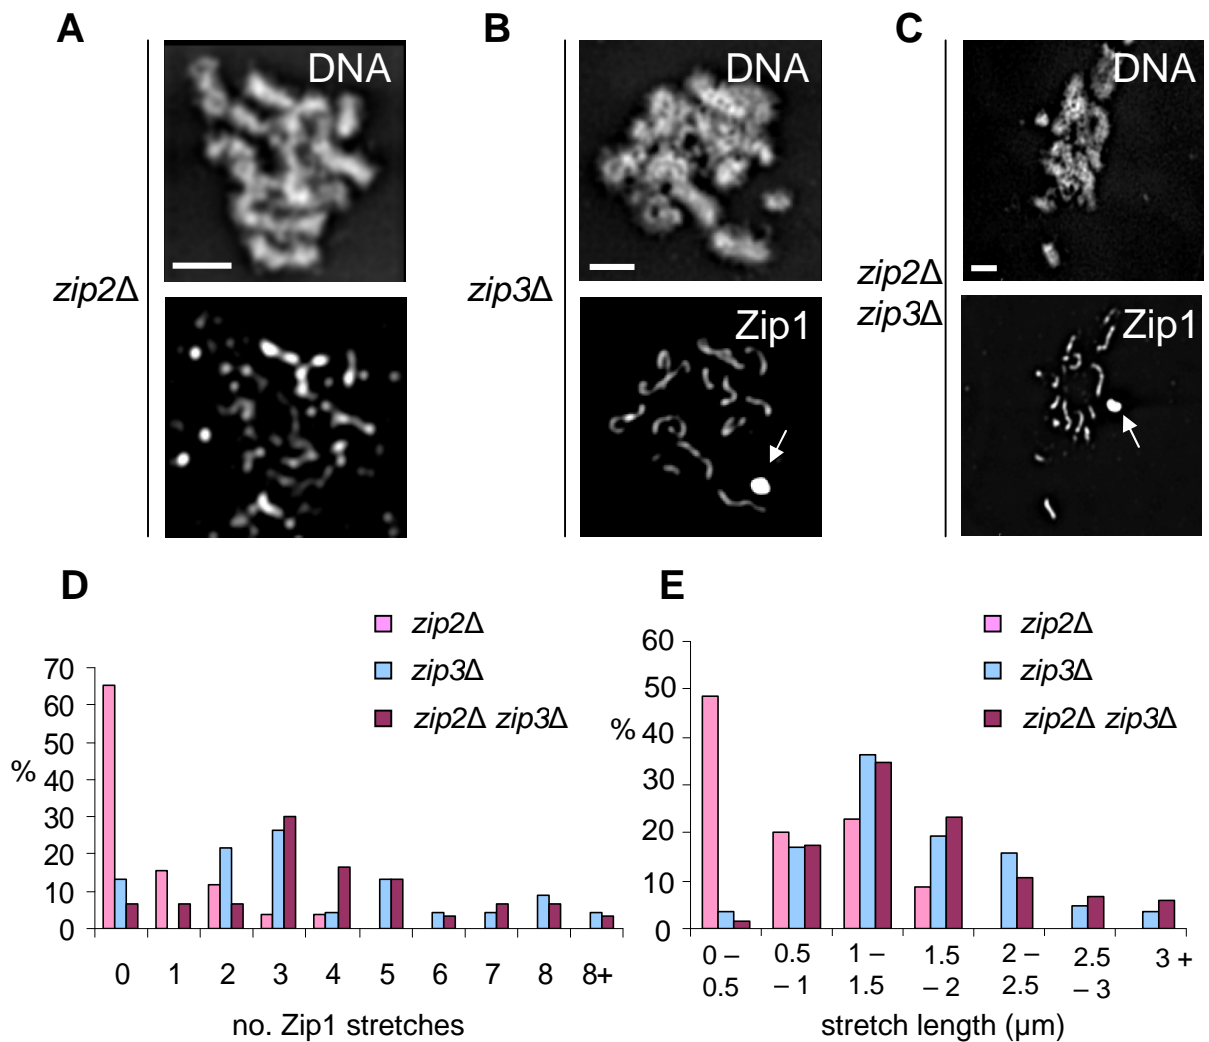 A
B
C
DNA
DNA
DNA
zip2Δ
zip3Δ
zip2Δ
zip3Δ
Zip1
Zip1
D
zip2Δ
zip3Δ
zip2Δ zip3Δ
%
70
60
50
40
30
20
10
0
0 1 2 3 4 5 6 7 8 8+
no. Zip1 stretches
E
zip2Δ
zip3Δ
zip2Δ zip3Δ
%
60
50
40
30
20
10
0
0 – 0.5 1 – 1.5 2 – 2.5 3 +
0.5 – 1 1.5 – 2 2.5 – 3
stretch length (μm)